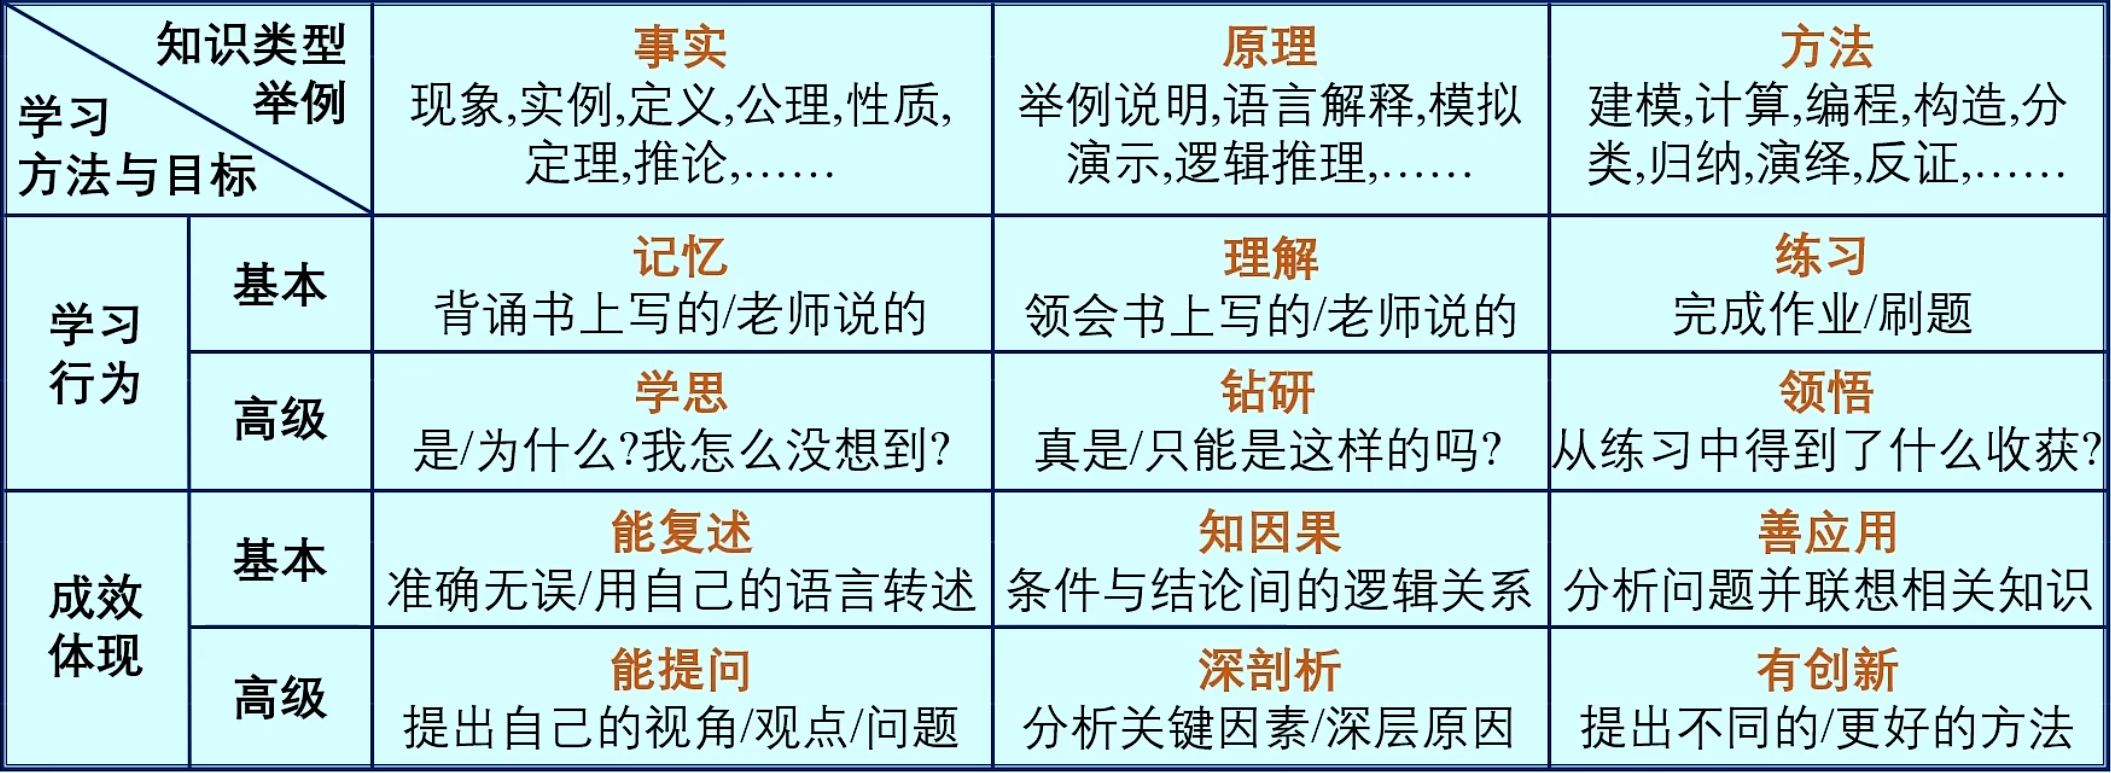 知识类型
举例
学习
方法与目标
事实
现象,实例,定义,公理,性质,
定理,推论,……
原理
举例说明,语言解释,模拟
演示,逻辑推理,……
方法
建模,计算,编程,构造,分
类,归纳,演绎,反证,……
学习
行为
基本
记忆
背诵书上写的/老师说的
理解
领会书上写的/老师说的
练习
完成作业/刷题
高级
学思
是/为什么?我怎么没想到?
钻研
真是/只能是这样的吗?
领悟
从练习中得到了什么收获?
成效
体现
基本
能复述
准确无误/用自己的语言转述
知因果
条件与结论间的逻辑关系
善应用
分析问题并联想相关知识
高级
能提问
提出自己的视角/观点/问题
深剖析
分析关键因素/深层原因
有创新
提出不同的/更好的方法